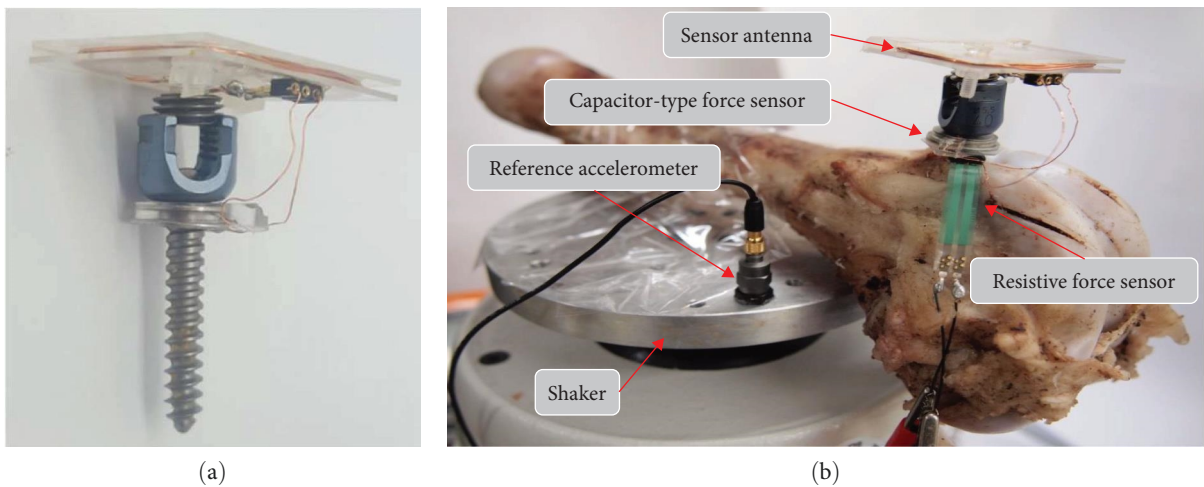 Sensor antenna
Capacitor-type force sensor
Reference accelerometer
Resistive force sensor
Shaker
(a)
(b)